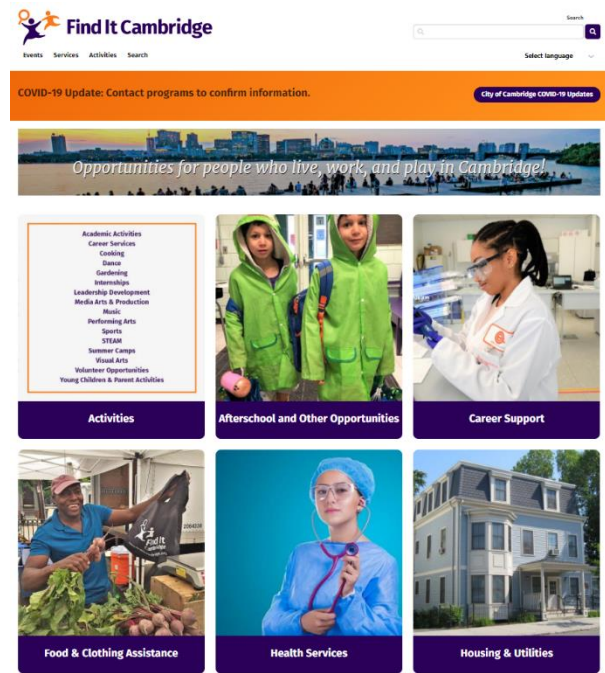 Find It Cambridge
Search
Events Services Activities Search
Select language
COVID-19 Update: Contact programs to confirm information.
City of Cambridge COVID-19 Updates
Opportunities for people who live, work, and play in Cambridge!
Academic Activities
Career Services
Cooking
Dance
Gardening
Internships
Leadership Development
Media Arts & Production
Music
Performing Arts
Sports
STEAM
Summer Camps
Visual Arts
Volunteer Opportunities
Young Children & Parent Activities
Activities
Afterschool and Other Opportunities
Career Support
Find It
Cambridge
Food & Clothing Assistance
Health Services
Housing & Utilities